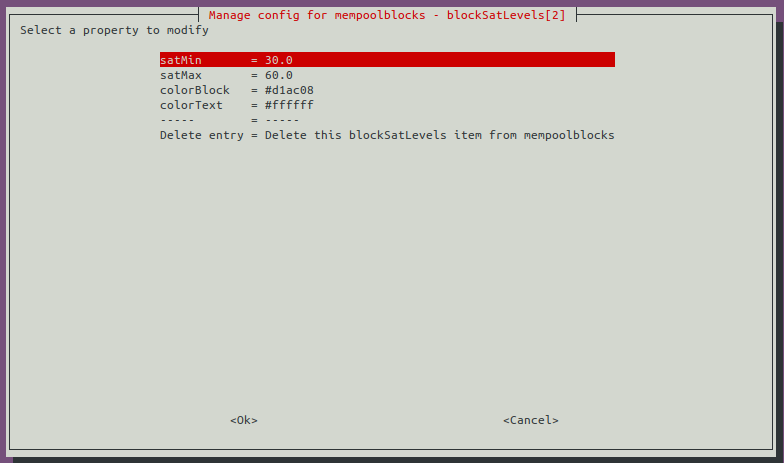 Manage config for mempoolblocks - blockSatLevels[2]
Select a property to modify
satMin = 30.0
satMax = 60.0
colorBlock = #d1ac08
colorText = #ffffff
----- = -----
Delete entry = Delete this blockSatLevels item from mempoolblocks
<Ok> <Cancel>